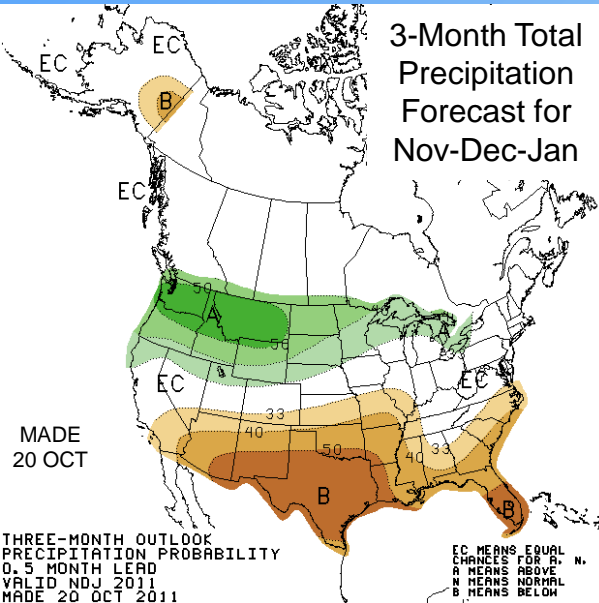 3-Month Total
Precipitation
Forecast for
Nov-Dec-Jan
EC
EC
B
EC
50
40
A
A
50
33
EC
EC
33
40
50
40
33
B
B
MADE
20 OCT
THREE-MONTH OUTLOOK
PRECIPITATION PROBABILITY
0.5 MONTH LEAD
VALID NDJ 2011
MADE 20 OCT 2011
EC MEANS EQUAL
CHANCES FOR A, N,
A MEANS ABOVE
N MEANS NORMAL
B MEANS BELOW